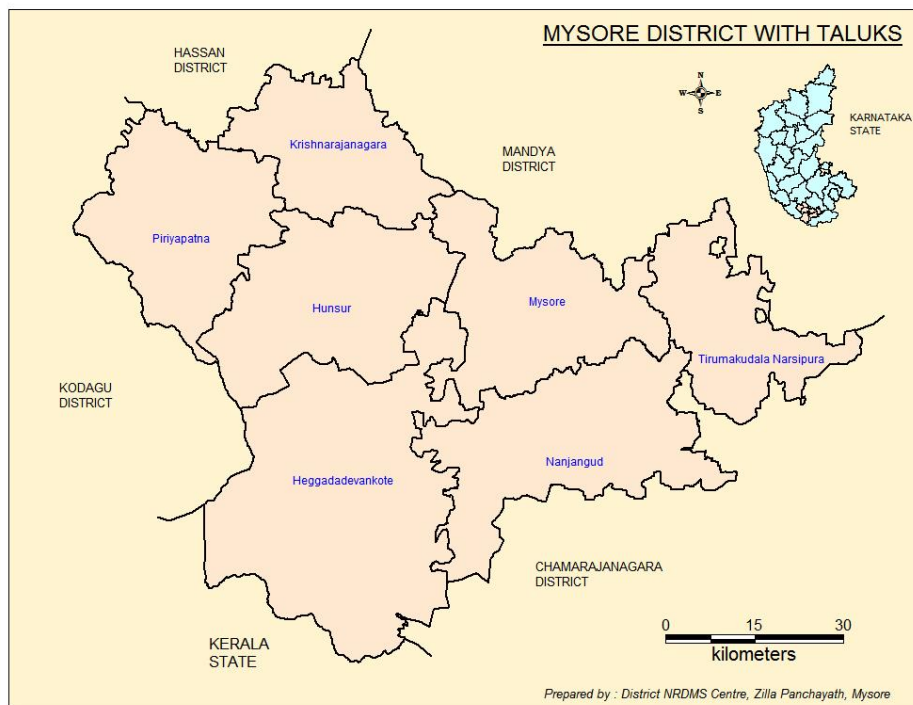 MYSORE DISTRICT WITH TALUKS
HASSAN
DISTRICT
N
W E
S
KARNATAKA
STATE
Krishnarajanagara
MANDYA
DISTRICT
Piriyapatna
Hunsur
Mysore
Tirumakudala Narsipura
KODAGU
DISTRICT
Heggadadevankote
Nanjangud
CHAMARAJANAGARA
DISTRICT
KERALA
STATE
0 15 30
kilometers
Prepared by : District NRDMS Centre, Zilla Panchayath, Mysore